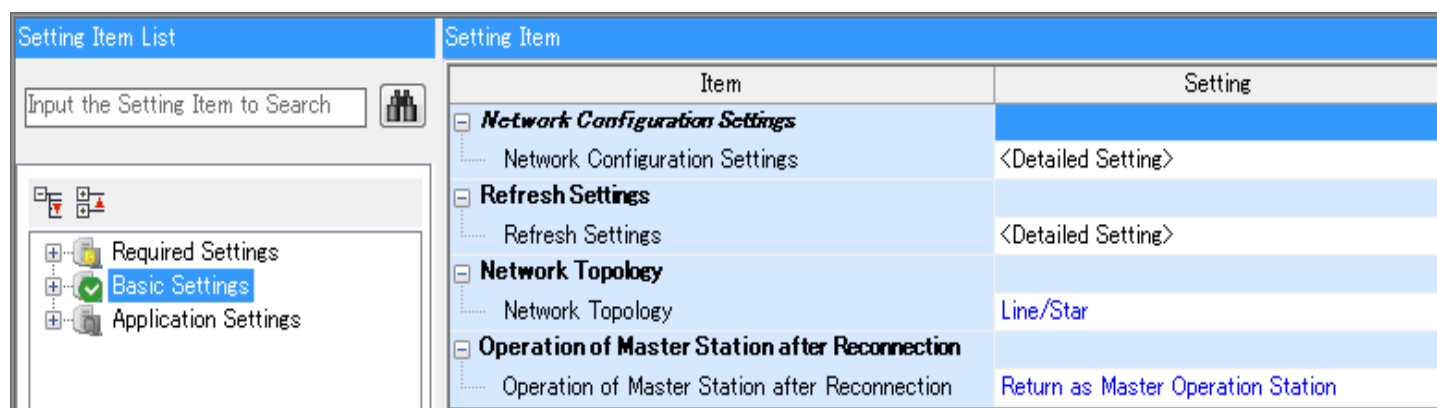 Setting Item List
Input the Setting Item to Search
Required Settings
Basic Settings
Application Settings
Setting Item
Item Setting
Network Configuration Settings
Network Configuration Settings <Detailed Setting>
Refresh Settings
Refresh Settings <Detailed Setting>
Network Topology
Network Topology Line/Star
Operation of Master Station after Reconnection
Operation of Master Station after Reconnection Return as Master Operation Station